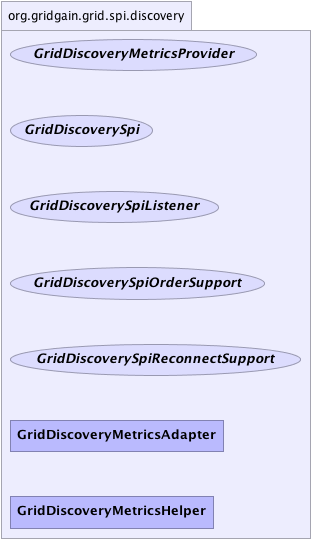 org.gridgain.grid.spi.discovery
GridDiscoveryMetricsProvider
GridDiscoverySpi
GridDiscoverySpiListener
GridDiscoverySpiOrderSupport
GridDiscoverySpiReconnectSupport
GridDiscoveryMetricsAdapter
GridDiscoveryMetricsHelper